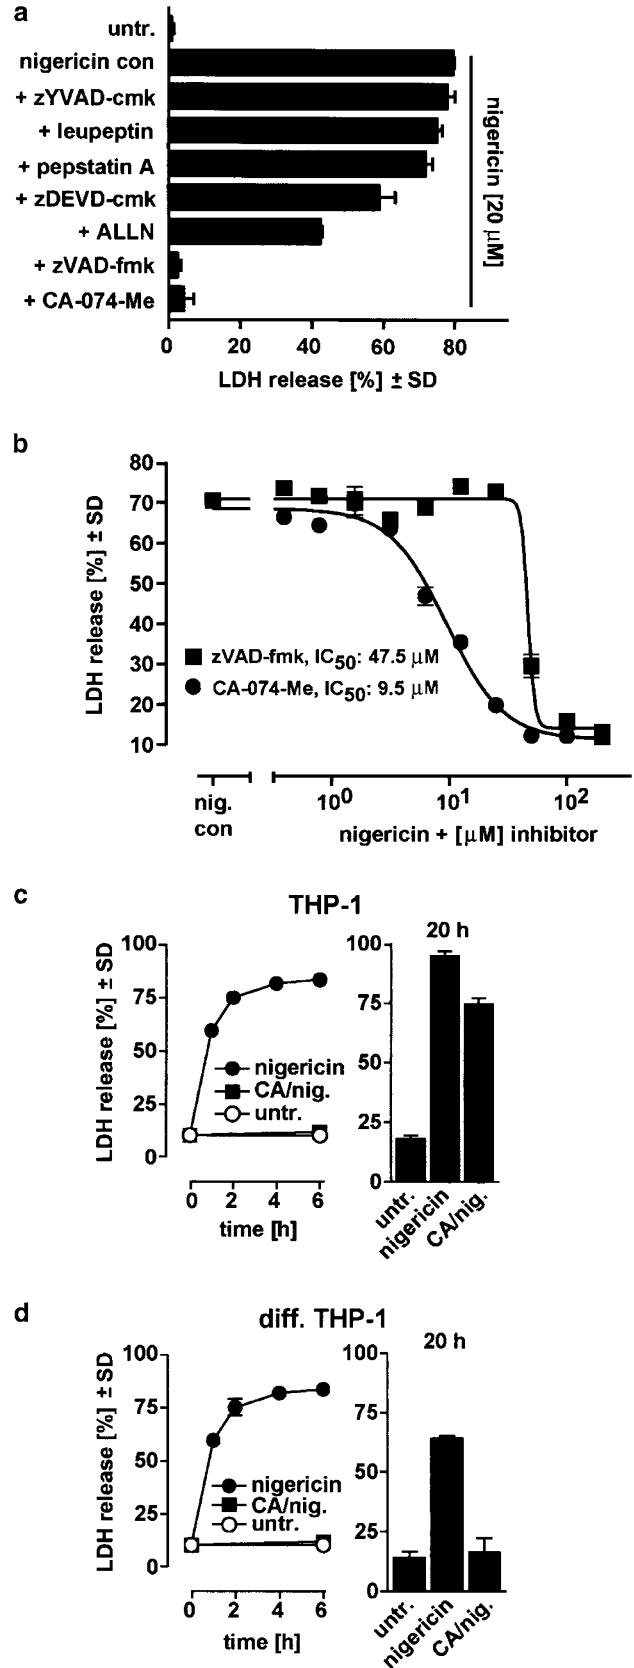 a
untr.
nigericin con
+ zYVAD-cmk
+ leupeptin
+ pepstatin A
+ zDEVD-cmk
+ ALLN
+ zVAD-fmk
+ CA-074-Me
nigericin [20 µM]
0 20 40 60 80
LDH release [%] ± SD
b
80
70
60
50
40
30
20
10
LDH release [%] ± SD
zVAD-fmk, IC50: 47.5 µM
CA-074-Me, IC50: 9.5 µM
nig.
con
10^0 10^1 10^2
nigericin + [µM] inhibitor
c
THP-1
100
75
50
25
0
LDH release [%] ± SD
nigericin
CA/nig.
untr.
0 2 4 6
time [h]
20 h
100
75
50
25
0
untr.
nigericin
CA/nig.
d
diff. THP-1
100
75
50
25
0
LDH release [%] ± SD
nigericin
CA/nig.
untr.
0 2 4 6
time [h]
20 h
100
75
50
25
0
untr.
nigericin
CA/nig.